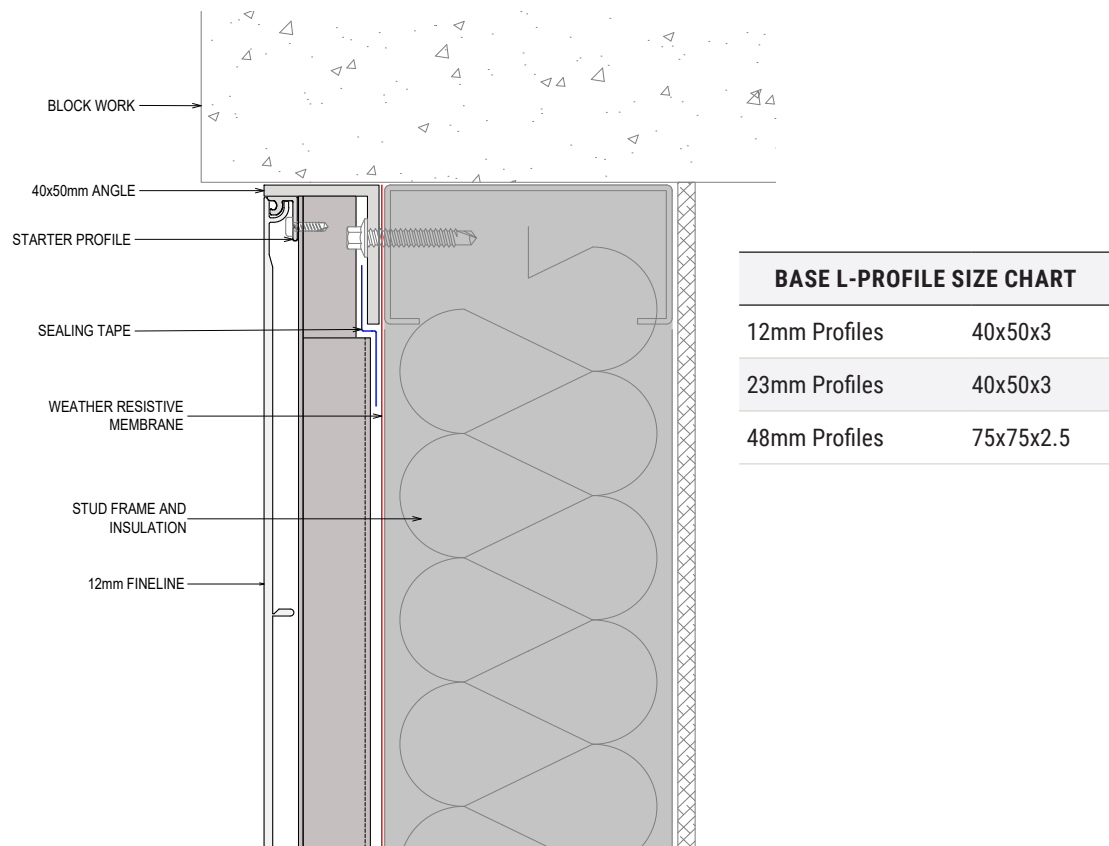 BLOCK WORK
40x50mm ANGLE
STARTER PROFILE
SEALING TAPE
WEATHER RESISTIVE
MEMBRANE
STUD FRAME AND
INSULATION
12mm FINELINE
BASE L-PROFILE SIZE CHART
12mm Profiles 40x50x3
23mm Profiles 40x50x3
48mm Profiles 75x75x2.5